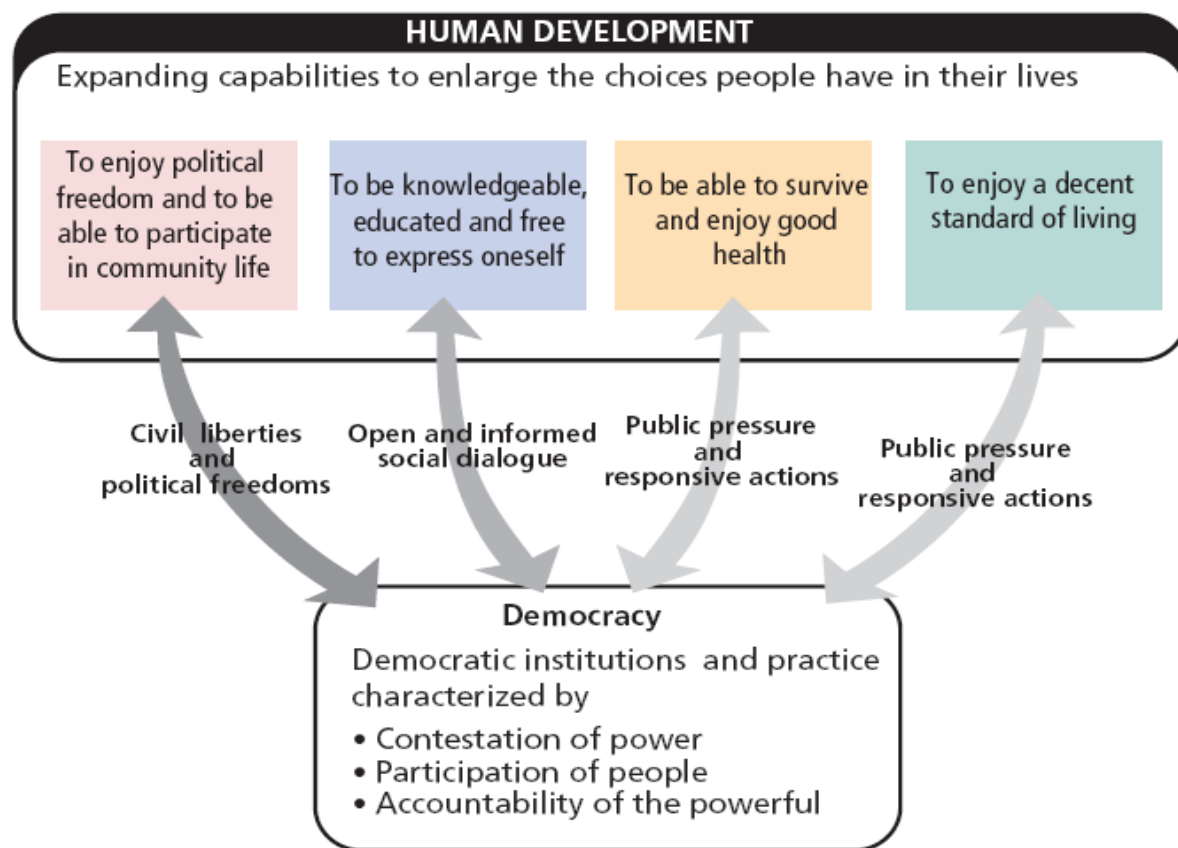 HUMAN DEVELOPMENT
Expanding capabilities to enlarge the choices people have in their lives
To enjoy political
freedom and to be
able to participate
in community life
To be knowledgeable,
educated and free
to express oneself
To be able to survive
and enjoy good
health
To enjoy a decent
standard of living
Civil liberties
and
political freedoms
Open and informed
social dialogue
Public pressure
and
responsive actions
Public pressure
and
responsive actions
Democracy
Democratic institutions and practice
characterized by
• Contestation of power
• Participation of people
• Accountability of the powerful